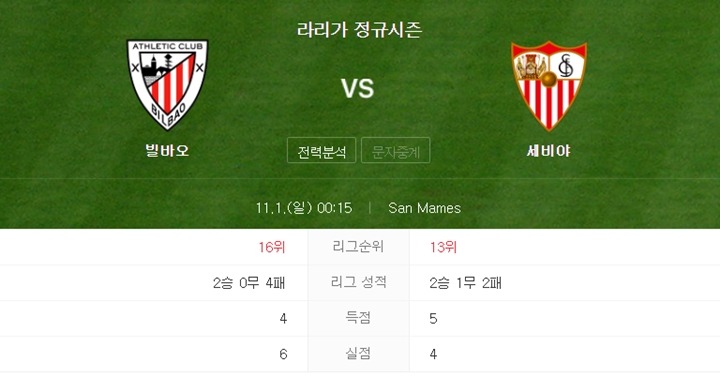 라리가 정규시즌
ATHLETIC CLUB
BILBAO
VS
빌바오
세비야
전력분석
문자중계
11.1.(일) 00:15 | San Mames
16위 리그순위 13위
2승 0무 4패 리그 성적 2승 1무 2패
4 득점 5
6 실점 4